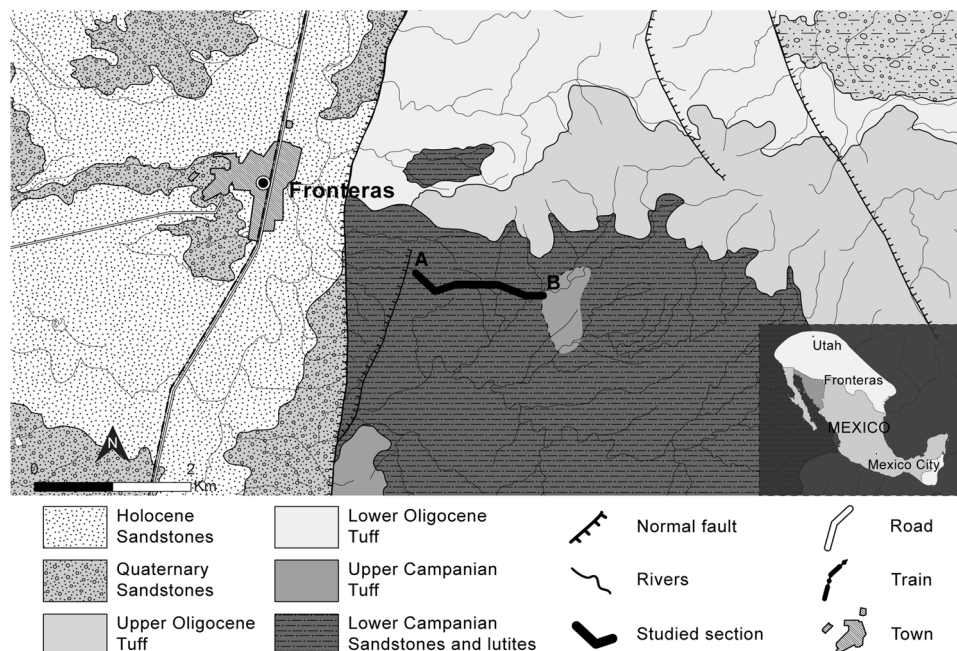 Fronteras
A
B
N
0
2
Km
Utah
Fronteras
MEXICO
Mexico City
Holocene
Sandstones
Quaternary
Sandstones
Upper Oligocene
Tuff
Lower Oligocene
Tuff
Upper Campanian
Tuff
Lower Campanian
Sandstones and lutites
Normal fault
Rivers
Studied section
Road
Train
Town